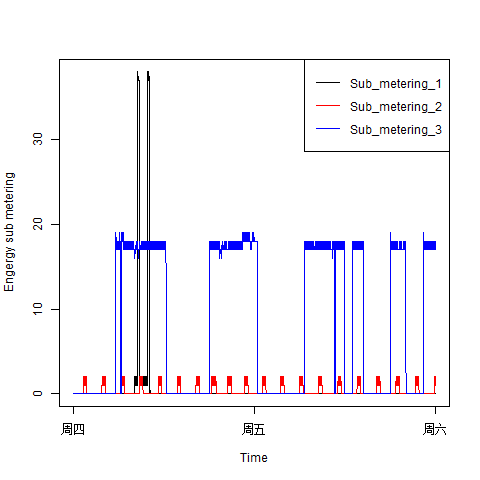 Sub_metering_1
Sub_metering_2
Sub_metering_3
Engergy sub metering
30
20
10
0
周四 周五 周六
Time